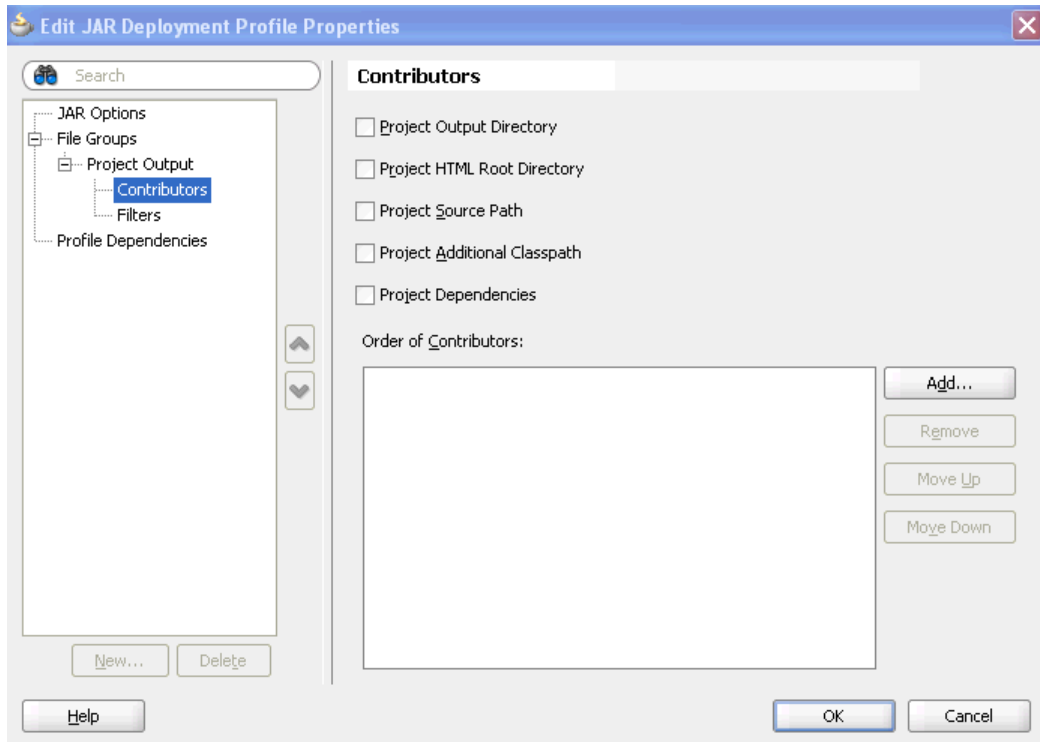 Edit JAR Deployment Profile Properties
Search
JAR Options
File Groups
Project Output
Contributors
Filters
Profile Dependencies
New...
Delete
Contributors
Project Output Directory
Project HTML Root Directory
Project Source Path
Project Additional Classpath
Project Dependencies
Order of Contributors:
Add...
Remove
Move Up
Move Down
Help
OK
Cancel